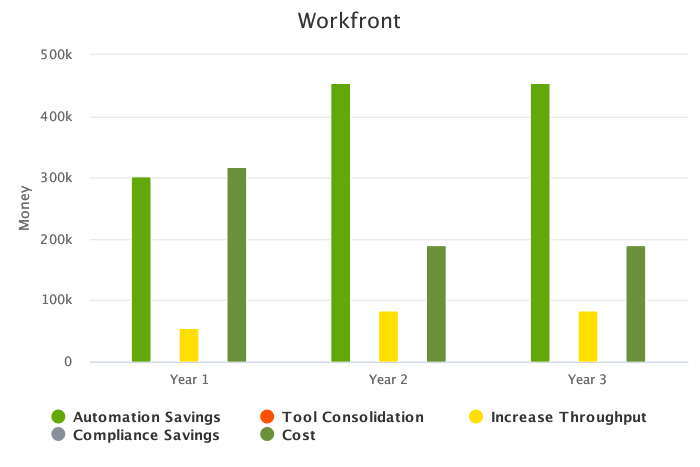 Workfront
500k
400k
300k
200k
100k
0
Money
Year 1 Year 2 Year 3
Automation Savings Tool Consolidation Increase Throughput
Compliance Savings Cost